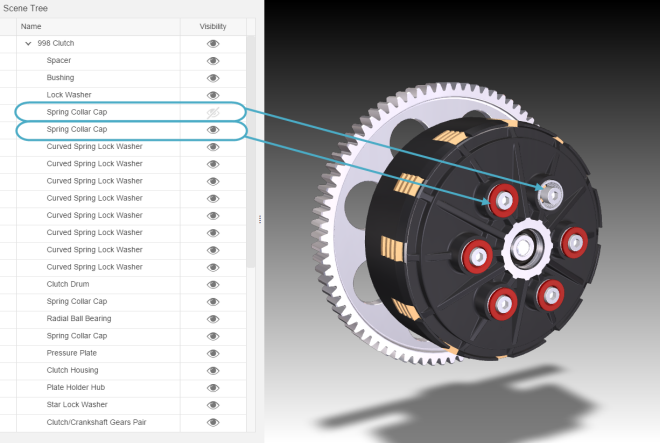 Scene Tree
Name Visibility
998 Clutch
Spacer
Bushing
Lock Washer
Spring Collar Cap
Spring Collar Cap
Curved Spring Lock Washer
Curved Spring Lock Washer
Curved Spring Lock Washer
Curved Spring Lock Washer
Curved Spring Lock Washer
Curved Spring Lock Washer
Curved Spring Lock Washer
Curved Spring Lock Washer
Clutch Drum
Spring Collar Cap
Radial Ball Bearing
Spring Collar Cap
Pressure Plate
Clutch Housing
Plate Holder Hub
Star Lock Washer
Clutch/Crankshaft Gears Pair